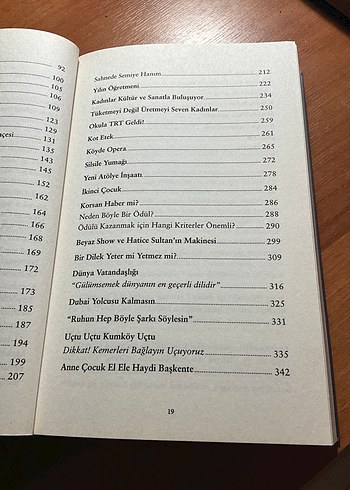 92
100
105
106
109
123
129
çesi
131
135
143
145
152
162
164
166
168
169
172
173
185
187
194
199
207
Sahnede Semiye Hanım 212
Yılın Öğretmeni 222
Kadınlar Kültür ve Sanatla Buluşuyor 234
Tüketmeyi Değil Üretmeyi Seven Kadınlar 250
Okula TRT Geldi! 259
Kot Etek 261
Köyde Opera 265
Silsile Yumağı 272
Yeni Atölye İnşaatı 278
İkinci Çocuk 284
Korsan Haber mi? 286
Neden Böyle Bir Ödül? 288
Ödülü Kazanmak için Hangi Kriterler Önemli? 290
Beyaz Show ve Hatice Sultan'ın Makinesi 299
Bir Dilek Yeter mi Yetmez mi? 309
Dünya Vatandaşlığı
"Gülümsemek dünyanın en geçerli dilidir" 316
Dubai Yolcusu Kalmasın 325
"Ruhun Hep Böyle Şarkı Söylesin" 331
Uçtu Uçtu Kumköy Uçtu
Dikkat! Kemerleri Bağlayın Uçuyoruz 335
Anne Çocuk El Ele Haydi Başkente 342
19